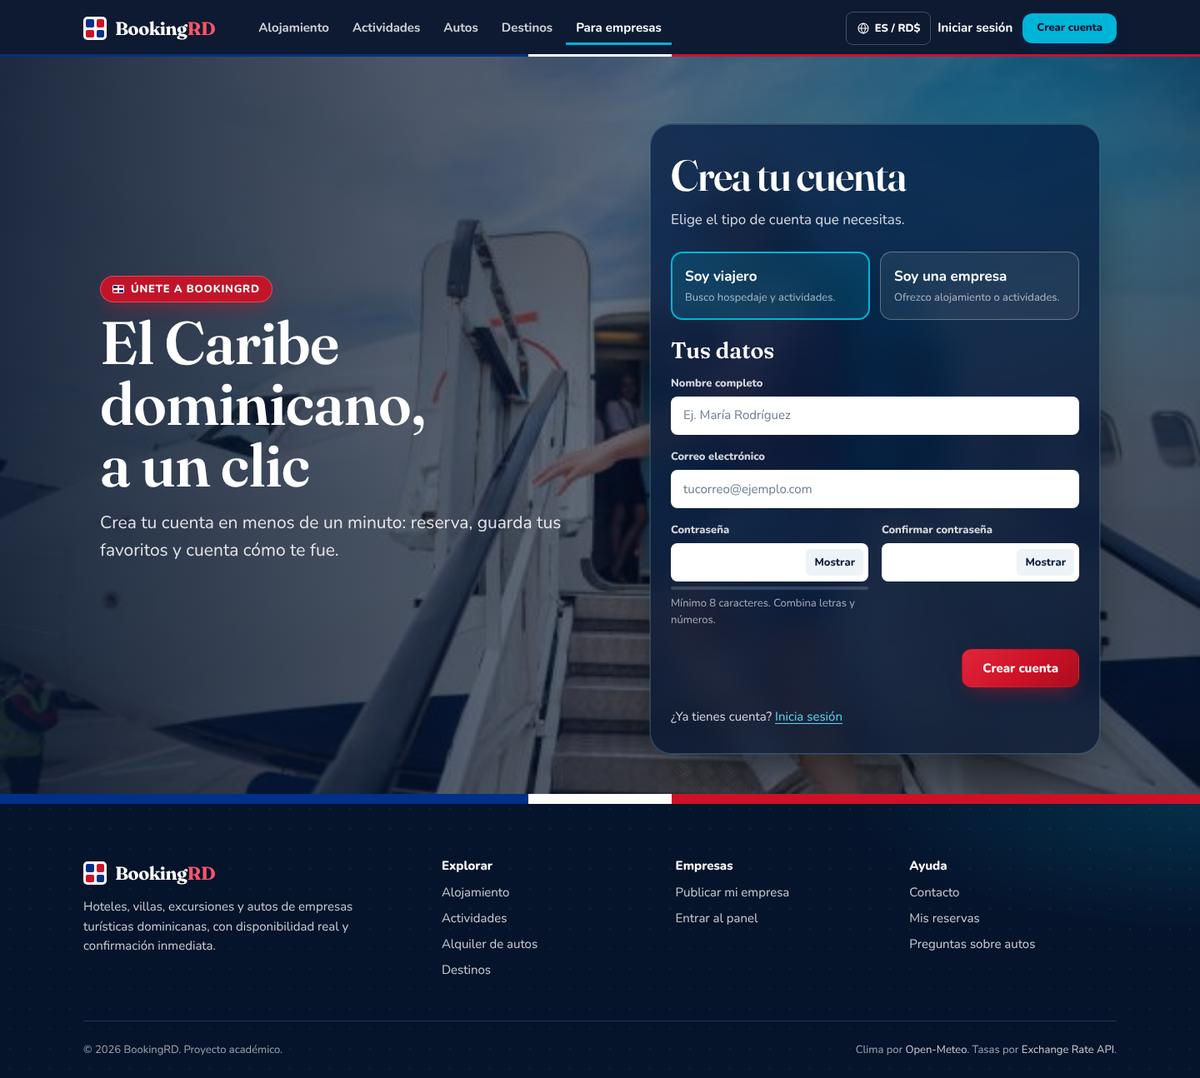 BookingRD
Alojamiento
Actividades
Autos
Destinos
Para empresas
ES / RD$
Iniciar sesión
Crear cuenta
ÚNETE A BOOKINGRD
El Caribe
dominicano,
a un clic
Crea tu cuenta en menos de un minuto: reserva, guarda tus
favoritos y cuenta cómo te fue.
Crea tu cuenta
Elige el tipo de cuenta que necesitas.
Soy viajero
Busco hospedaje y actividades.
Soy una empresa
Ofrezco alojamiento o actividades.
Tus datos
Nombre completo
Ej. María Rodríguez
Correo electrónico
tucorreo@ejemplo.com
Contraseña
Mostrar
Mínimo 8 caracteres. Combina letras y
números.
Confirmar contraseña
Mostrar
Crear cuenta
¿Ya tienes cuenta? Inicia sesión
BookingRD
Hoteles, villas, excursiones y autos de empresas
turísticas dominicanas, con disponibilidad real y
confirmación inmediata.
Explorar
Alojamiento
Actividades
Alquiler de autos
Destinos
Empresas
Publicar mi empresa
Entrar al panel
Ayuda
Contacto
Mis reservas
Preguntas sobre autos
© 2026 BookingRD. Proyecto académico.
Clima por Open-Meteo. Tasas por Exchange Rate API.